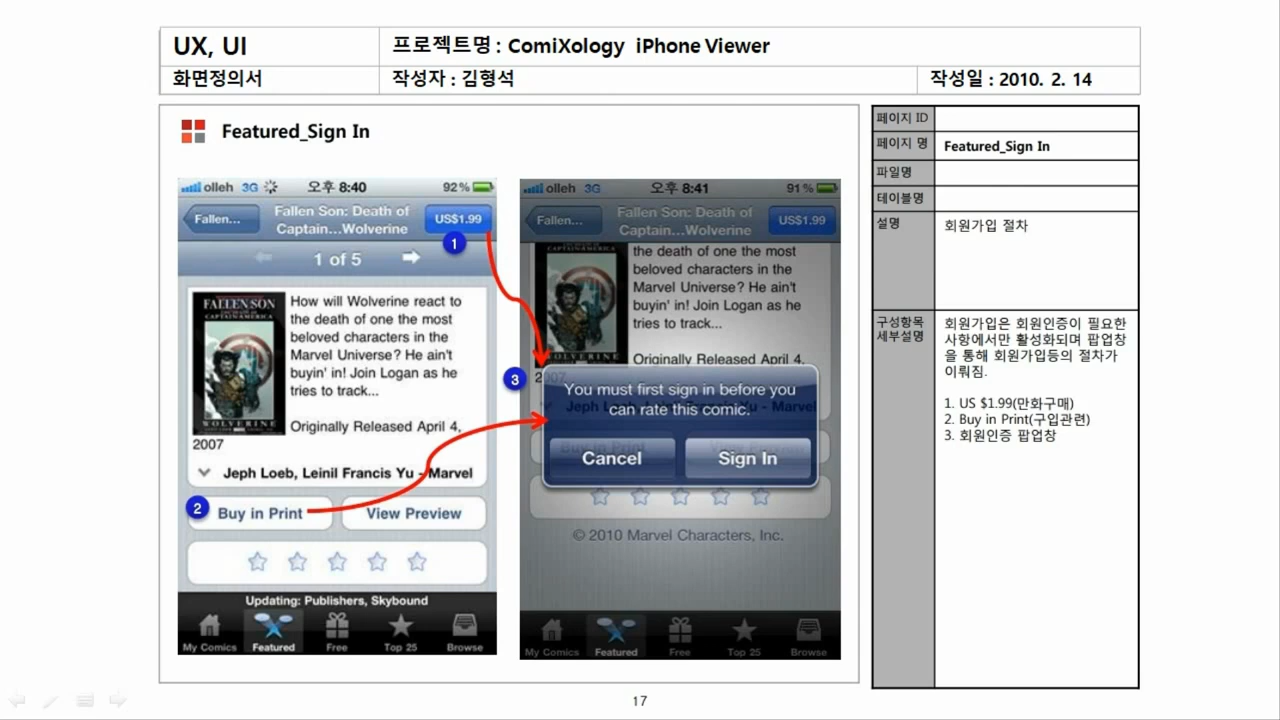 UX, UI
프로젝트명 : ComiXology iPhone Viewer
화면정의서
작성자 : 김형석
작성일 : 2010. 2. 14
Featured_Sign In
olleh 3G 오후 8:40 92%
Fallen...
Fallen Son: Death of
Captain...Wolverine
US$1.99
1
1 of 5
FALLEN SON
THE DEATH OF
CAPTAIN AMERICA
WOLVERINE
How will Wolverine react to
the death of one the most
beloved characters in the
Marvel Universe? He ain't
buyin' in! Join Logan as he
tries to track...
Originally Released April 4,
2007
Jeph Loeb, Leinil Francis Yu - Marvel
2
Buy in Print
View Preview
Updating: Publishers, Skybound
My Comics
Featured
Free
Top 25
Browse
olleh 3G 오후 8:41 91%
Fallen...
Fallen Son: Death of
Captain...Wolverine
US$1.99
CAPTAIN AMERICA
WOLVERINE
the death of one the most
beloved characters in the
Marvel Universe? He ain't
buyin' in! Join Logan as he
tries to track...
Originally Released April 4,
2007
3
You must first sign in before you
can rate this comic.
Cancel
Sign In
© 2010 Marvel Characters, Inc.
My Comics
Featured
Free
Top 25
Browse
페이지 ID
페이지 명
Featured_Sign In
파일명
테이블명
설명
회원가입 절차
구성항목
세부설명
회원가입은 회원인증이 필요한
사항에서만 활성화되며 팝업창
을 통해 회원가입등의 절차가
이뤄짐.
1. US $1.99(만화구매)
2. Buy in Print(구입관련)
3. 회원인증 팝업창
17